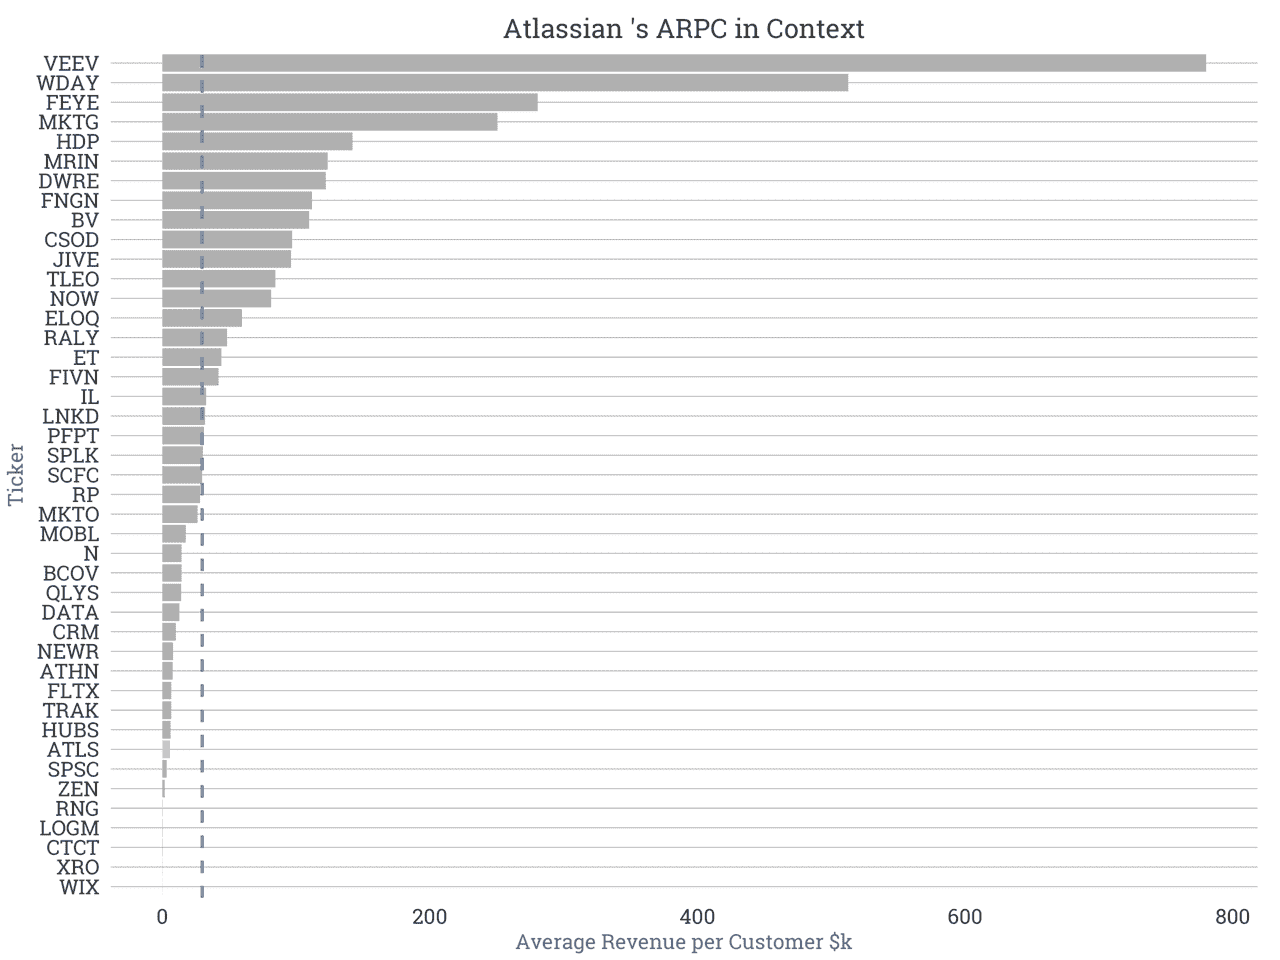 Atlassian 's ARPC in Context
VEEV
WDAY
FEYE
MKTG
HDP
MRIN
DWRE
FNGN
BV
CSOD
JIVE
TLEO
NOW
ELOQ
RALY
ET
FIVN
IL
LNKD
PFPT
SPLK
SCFC
RP
MKTO
MOBL
N
BCOV
QLYS
DATA
CRM
NEWR
ATHN
FLTX
TRAK
HUBS
ATLS
SPSC
ZEN
RNG
LOGM
CTCT
XRO
WIX
Ticker
0 200 400 600 800
Average Revenue per Customer $k